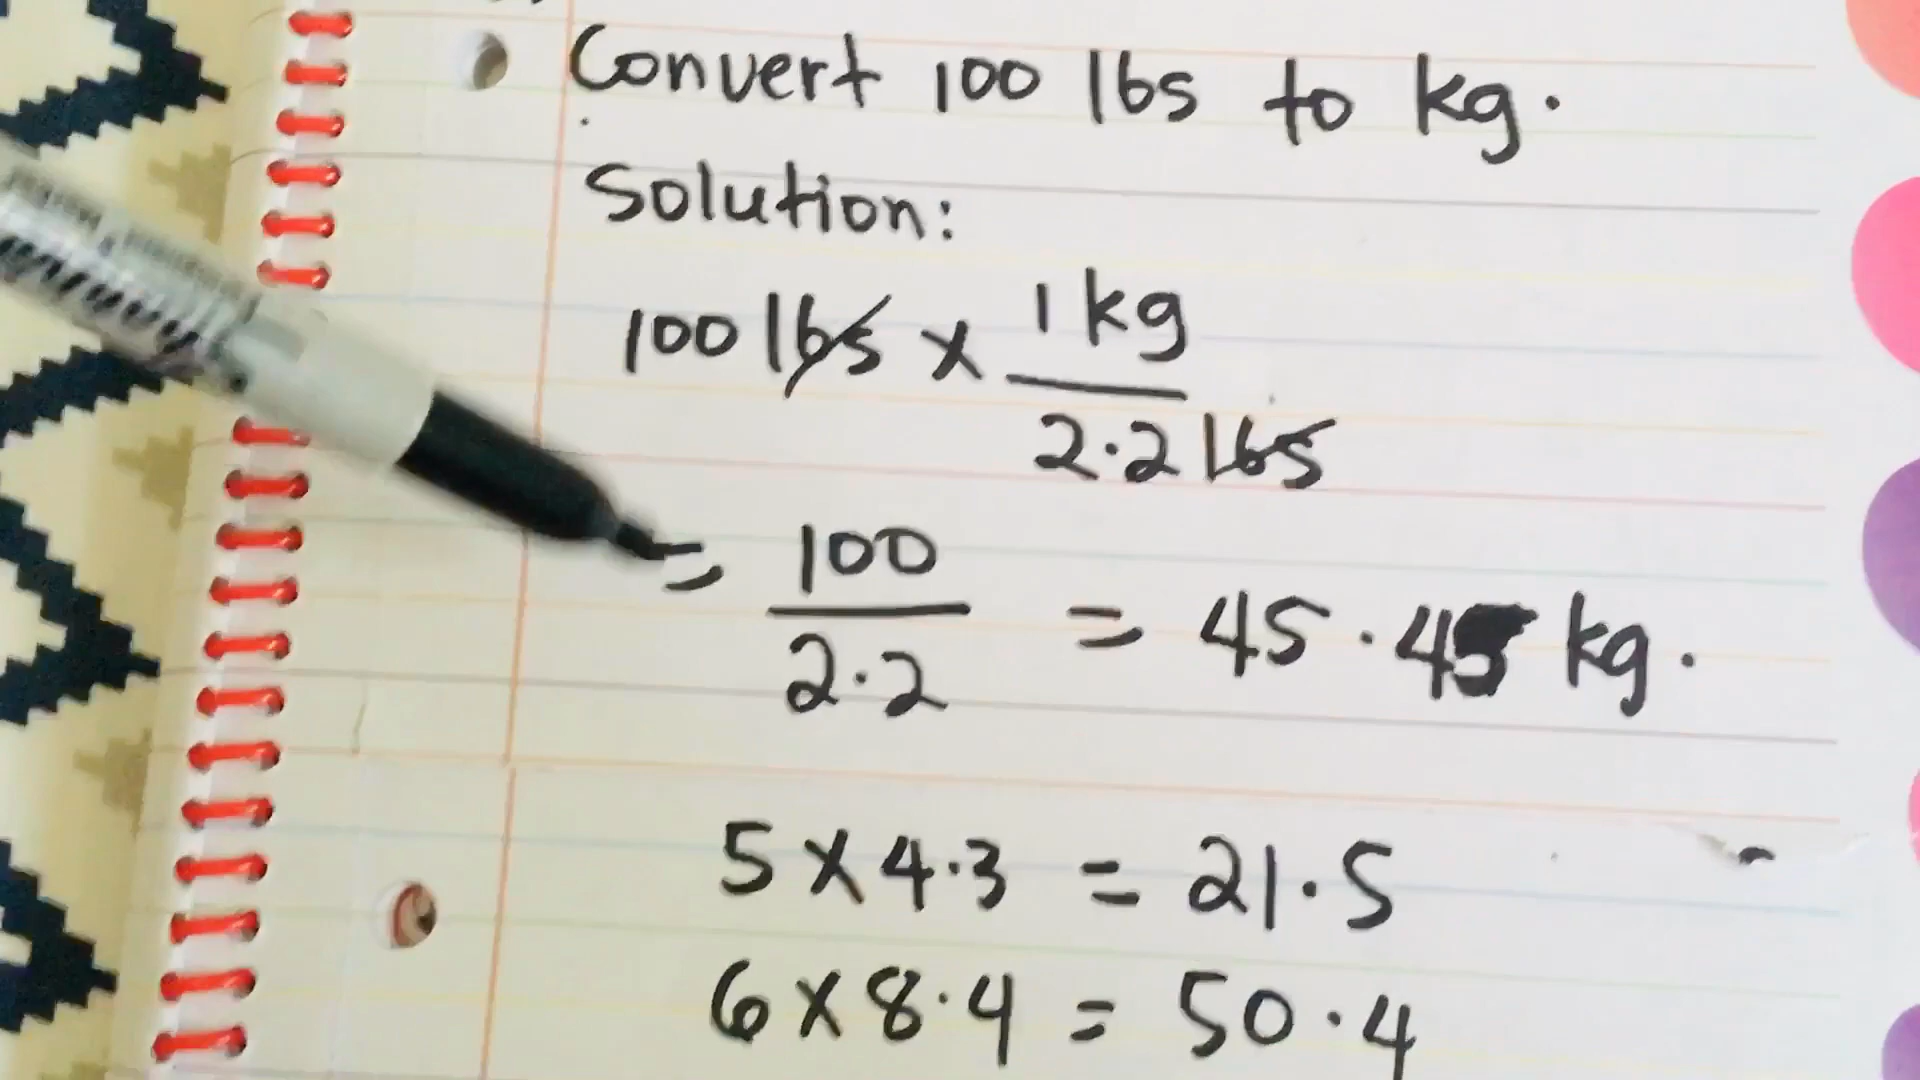 Convert 100 lbs to kg.
Solution:
100 lbs x 1 kg
2.2 lbs
= 100 = 45.45 kg.
2.2
5 x 4.3 = 21.5
6 x 8.4 = 50.4